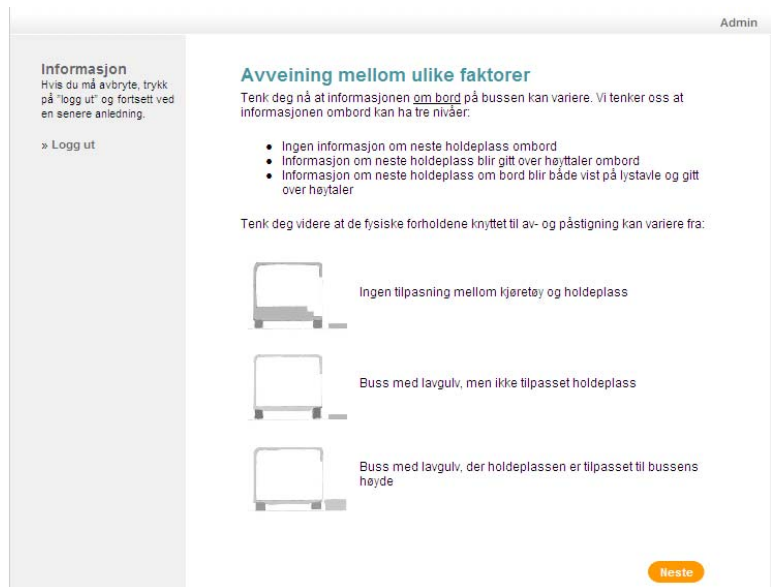 Admin
Informasjon
Hvis du må avbryte, trykk
på "logg ut" og fortsett ved
en senere anledning.
» Logg ut
Avveining mellom ulike faktorer
Tenk deg nå at informasjonen om bord på bussen kan variere. Vi tenker oss at
informasjonen ombord kan ha tre nivåer:
• Ingen informasjon om neste holdeplass ombord
• Informasjon om neste holdeplass blir gitt over høyttaler ombord
• Informasjon om neste holdeplass om bord blir både vist på lystavle og gitt
over høytaler
Tenk deg videre at de fysiske forholdene knyttet til av- og påstigning kan variere fra:
Ingen tilpasning mellom kjøretøy og holdeplass
Buss med lavgulv, men ikke tilpasset holdeplass
Buss med lavgulv, der holdeplassen er tilpasset til bussens
høyde
Neste